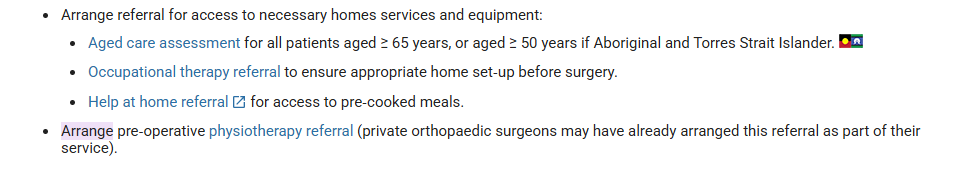 Arrange referral for access to necessary homes services and equipment:
Aged care assessment for all patients aged ≥ 65 years, or aged ≥ 50 years if Aboriginal and Torres Strait Islander.
Occupational therapy referral to ensure appropriate home set-up before surgery.
Help at home referral for access to pre-cooked meals.
Arrange pre-operative physiotherapy referral (private orthopaedic surgeons may have already arranged this referral as part of their
service).